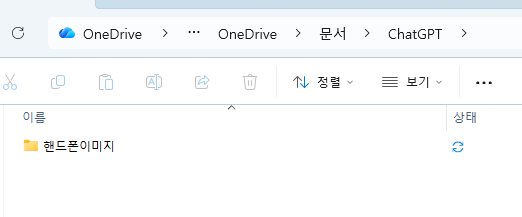 OneDrive > ... OneDrive > 문서 > ChatGPT >
정렬 보기 ...
이름 상태
핸드폰이미지